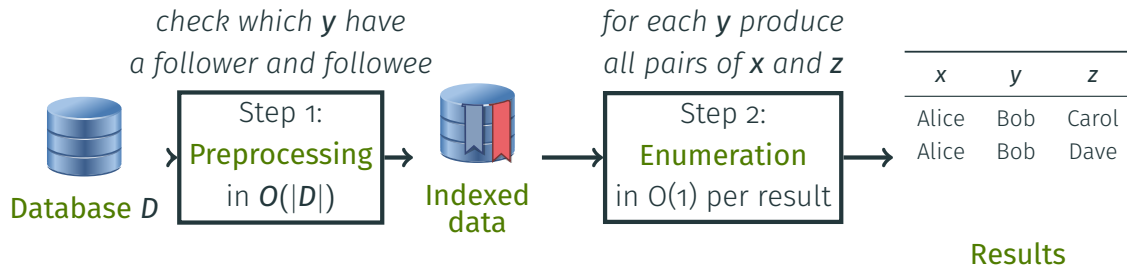 check which y have
a follower and followee
for each y produce
all pairs of x and z
Database D
Step 1:
Preprocessing
in O(|D|)
Indexed
data
Step 2:
Enumeration
in O(1) per result
x y z
Alice Bob Carol
Alice Bob Dave
Results